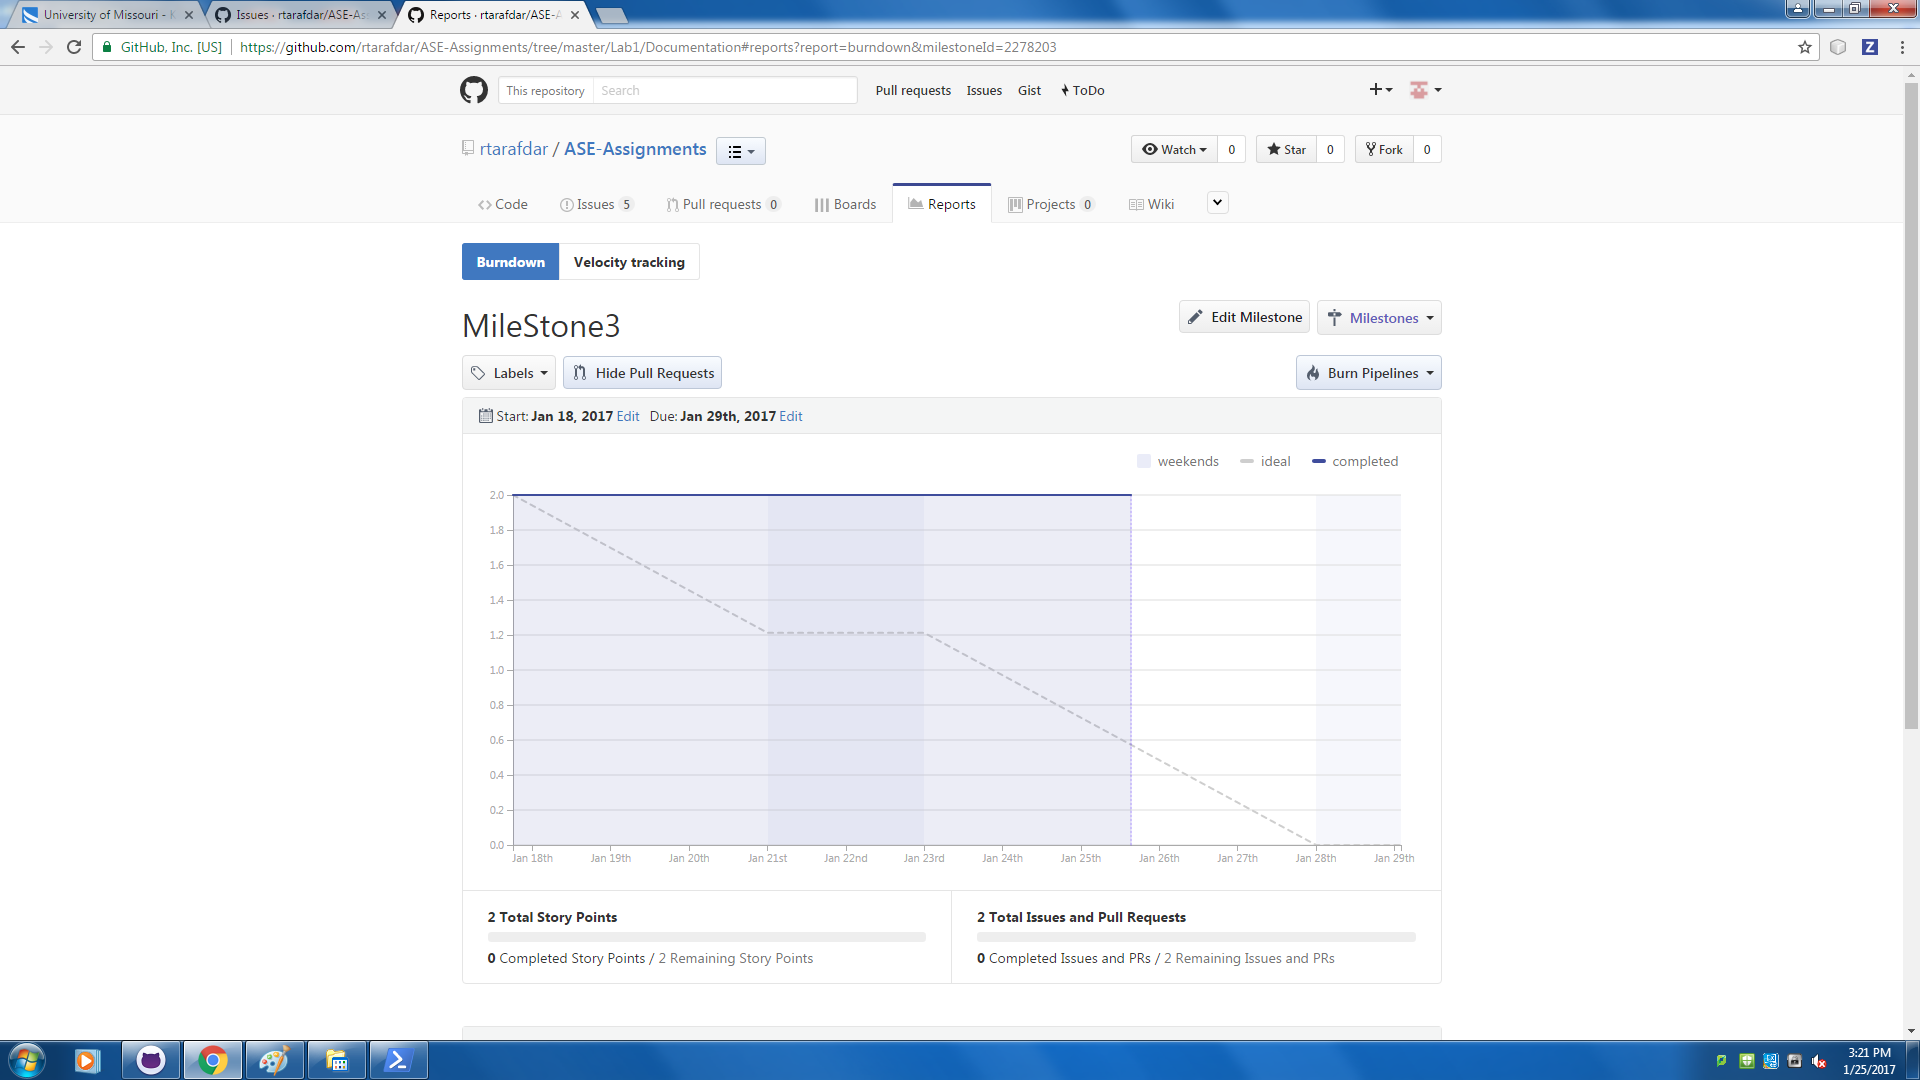 University of Missouri - K
Issues · rtarafdar/ASE-Ass
Reports · rtarafdar/ASE-A
GitHub, Inc. [US]
https://github.com/rtarafdar/ASE-Assignments/tree/master/Lab1/Documentation#reports?report=burndown&milestoneId=2278203
Z
This repository Search Pull requests Issues Gist ToDo
rtarafdar / ASE-Assignments
Watch 0 Star 0 Fork 0
Code Issues 5 Pull requests 0 Boards Reports Projects 0 Wiki
Burndown Velocity tracking
MileStone3
Edit Milestone Milestones
Labels Hide Pull Requests Burn Pipelines
Start: Jan 18, 2017 Edit Due: Jan 29th, 2017 Edit
weekends ideal completed
2.0
1.8
1.6
1.4
1.2
1.0
0.8
0.6
0.4
0.2
0.0
Jan 18th Jan 19th Jan 20th Jan 21st Jan 22nd Jan 23rd Jan 24th Jan 25th Jan 26th Jan 27th Jan 28th Jan 29th
2 Total Story Points
0 Completed Story Points / 2 Remaining Story Points
2 Total Issues and Pull Requests
0 Completed Issues and PRs / 2 Remaining Issues and PRs
3:21 PM
1/25/2017